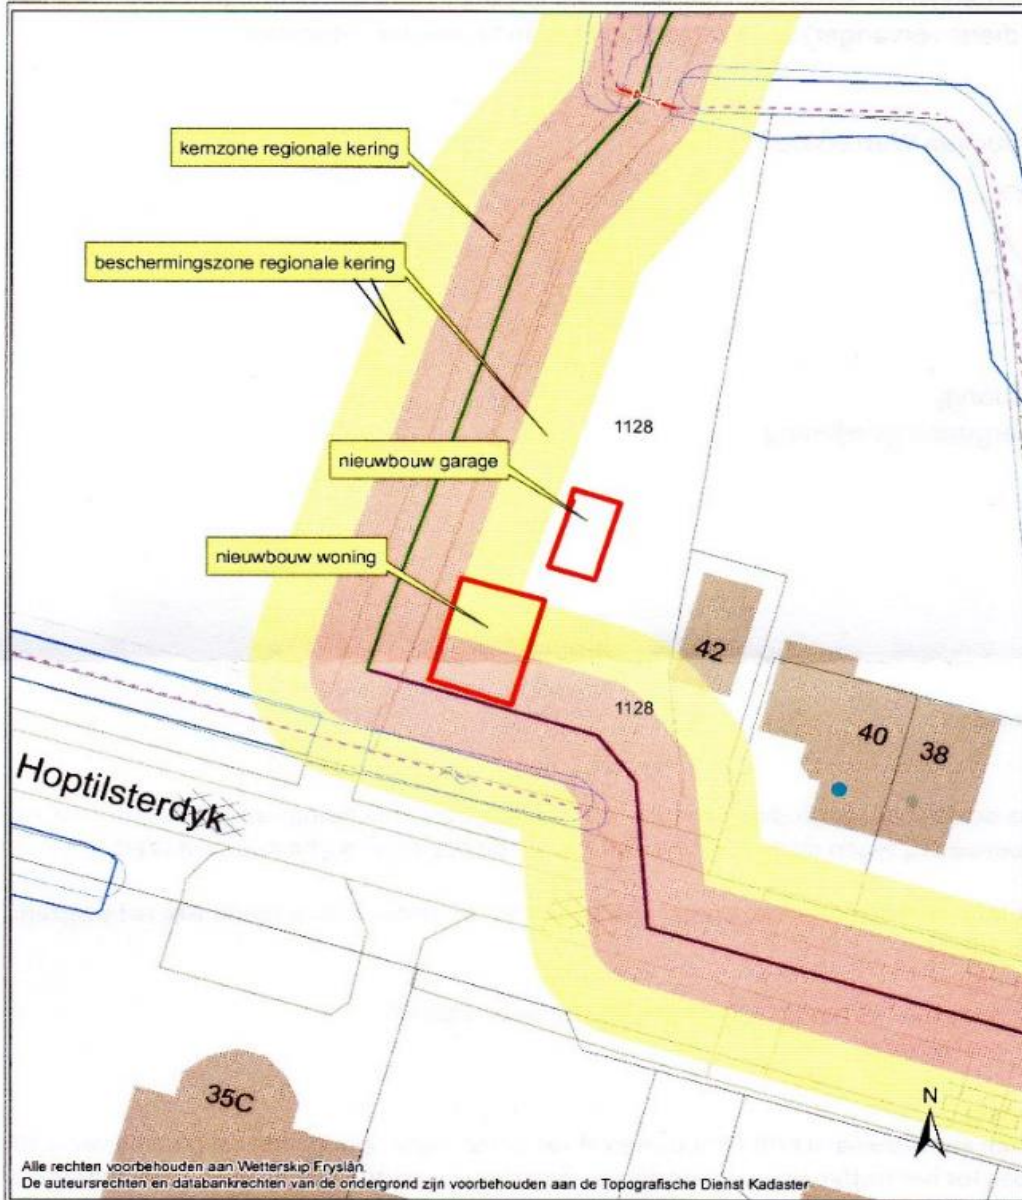 kernzone regionale kering
beschermingszone regionale kering
1128
nieuwbouw garage
nieuwbouw woning
42
1128
40
38
Hoptilsterdyk
35C
N
Alle rechten voorbehouden aan Wetterskip Fryslân.
De auteursrechten en databankrechten van de ondergrond zijn voorbehouden aan de Topografische Dienst Kadaster